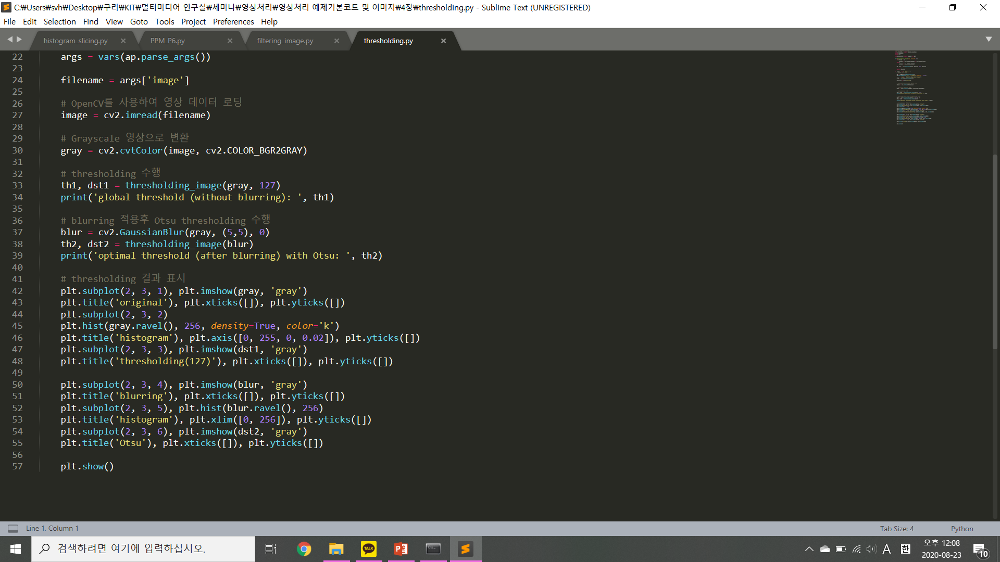 C:₩Users₩svh₩Desktop₩구리₩KIT₩멀티미디어 연구실₩세미나₩영상처리₩영상처리 예제기본코드 및 이미지₩4장₩thresholding.py - Sublime Text (UNREGISTERED)
File Edit Selection Find View Goto Tools Project Preferences Help
histogram_slicing.py PPM_P6.py filtering_image.py thresholding.py
22 args = vars(ap.parse_args())
23
24 filename = args['image']
25
26 # OpenCV를 사용하여 영상 데이터 로딩
27 image = cv2.imread(filename)
28
29 # Grayscale 영상으로 변환
30 gray = cv2.cvtColor(image, cv2.COLOR_BGR2GRAY)
31
32 # thresholding 수행
33 th1, dst1 = thresholding_image(gray, 127)
34 print('global threshold (without blurring): ', th1)
35
36 # blurring 적용후 Otsu thresholding 수행
37 blur = cv2.GaussianBlur(gray, (5,5), 0)
38 th2, dst2 = thresholding_image(blur)
39 print('optimal threshold (after blurring) with Otsu: ', th2)
40
41 # thresholding 결과 표시
42 plt.subplot(2, 3, 1), plt.imshow(gray, 'gray')
43 plt.title('original'), plt.xticks([]), plt.yticks([])
44 plt.subplot(2, 3, 2)
45 plt.hist(gray.ravel(), 256, density=True, color='k')
46 plt.title('histogram'), plt.axis([0, 255, 0, 0.02]), plt.yticks([])
47 plt.subplot(2, 3, 3), plt.imshow(dst1, 'gray')
48 plt.title('thresholding(127)'), plt.xticks([]), plt.yticks([])
49
50 plt.subplot(2, 3, 4), plt.imshow(blur, 'gray')
51 plt.title('blurring'), plt.xticks([]), plt.yticks([])
52 plt.subplot(2, 3, 5), plt.hist(blur.ravel(), 256)
53 plt.title('histogram'), plt.xlim([0, 256]), plt.yticks([])
54 plt.subplot(2, 3, 6), plt.imshow(dst2, 'gray')
55 plt.title('Otsu'), plt.xticks([]), plt.yticks([])
56
57 plt.show()
Line 1, Column 1 Tab Size: 4 Python
검색하려면 여기에 입력하십시오.
TALK
A 한
오후 12:08
2020-08-23
10